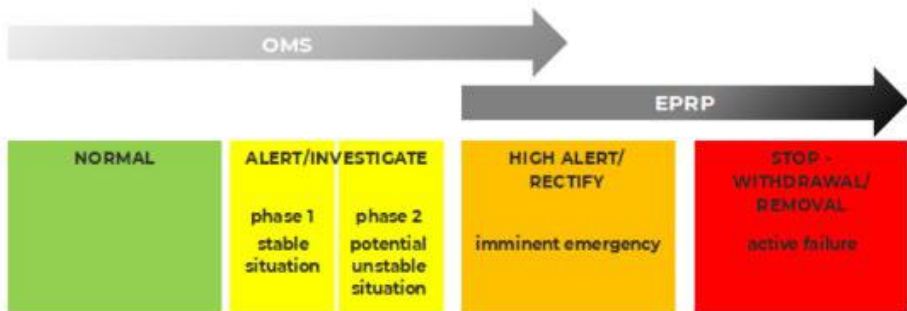 OMS
EPRP
NORMAL
ALERT/INVESTIGATE
phase 1
stable
situation
phase 2
potential
unstable
situation
HIGH ALERT/
RECTIFY
imminent emergency
STOP -
WITHDRAWAL/
REMOVAL
active failure